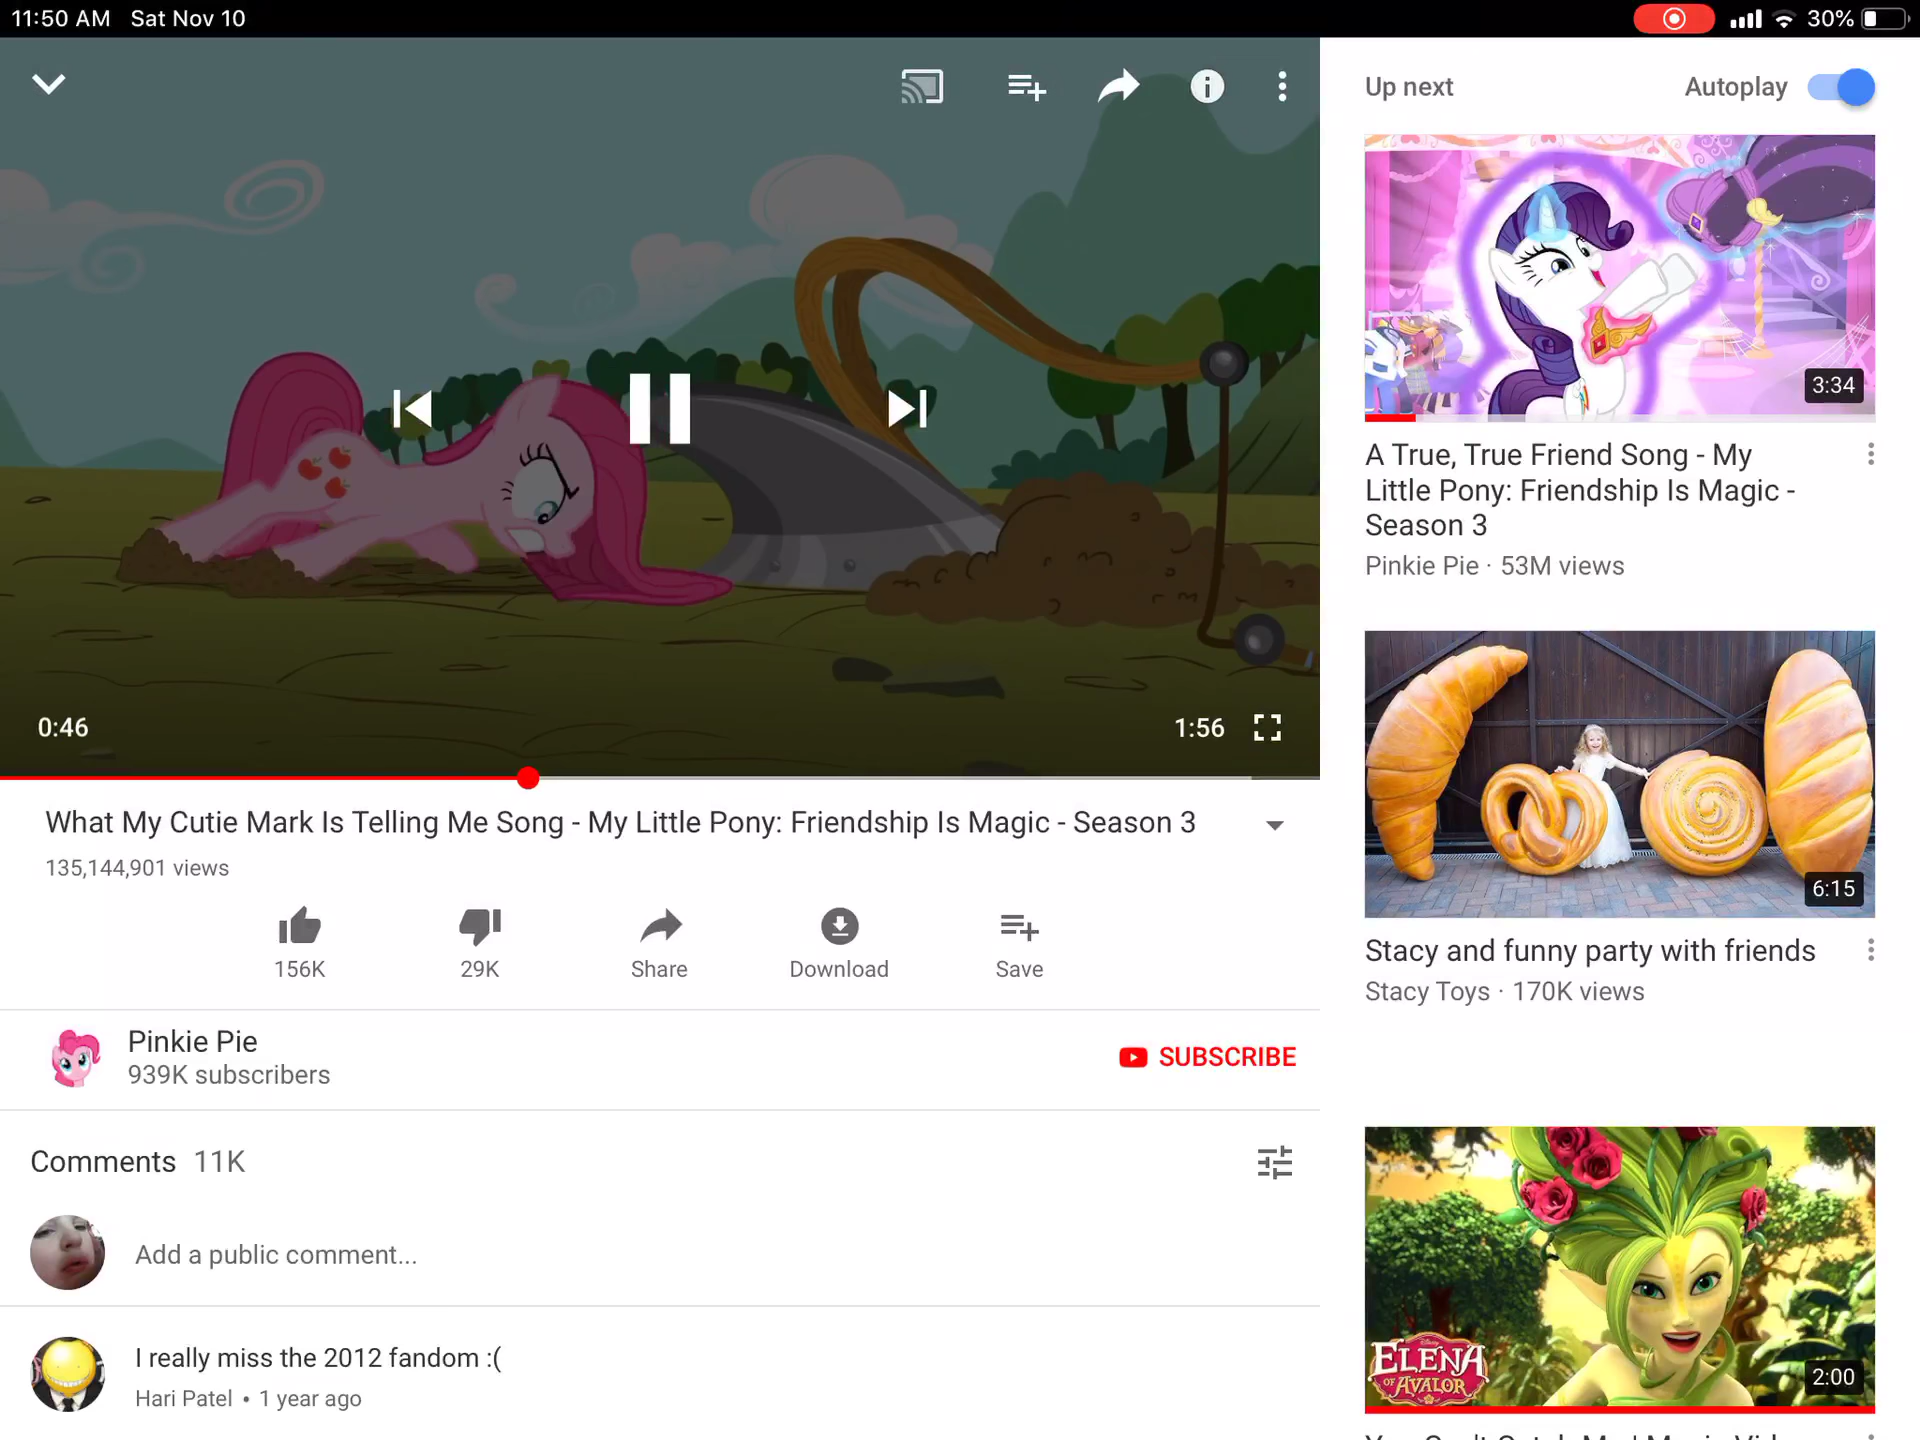 11:50 AM Sat Nov 10
30%
0:46
1:56
What My Cutie Mark Is Telling Me Song - My Little Pony: Friendship Is Magic - Season 3
135,144,901 views
156K
29K
Share
Download
Save
Pinkie Pie
939K subscribers
SUBSCRIBE
Comments 11K
Add a public comment...
I really miss the 2012 fandom :(
Hari Patel • 1 year ago
Up next
Autoplay
3:34
A True, True Friend Song - My
Little Pony: Friendship Is Magic -
Season 3
Pinkie Pie · 53M views
6:15
Stacy and funny party with friends
Stacy Toys · 170K views
Disney
ELENA
OF AVALOR
2:00